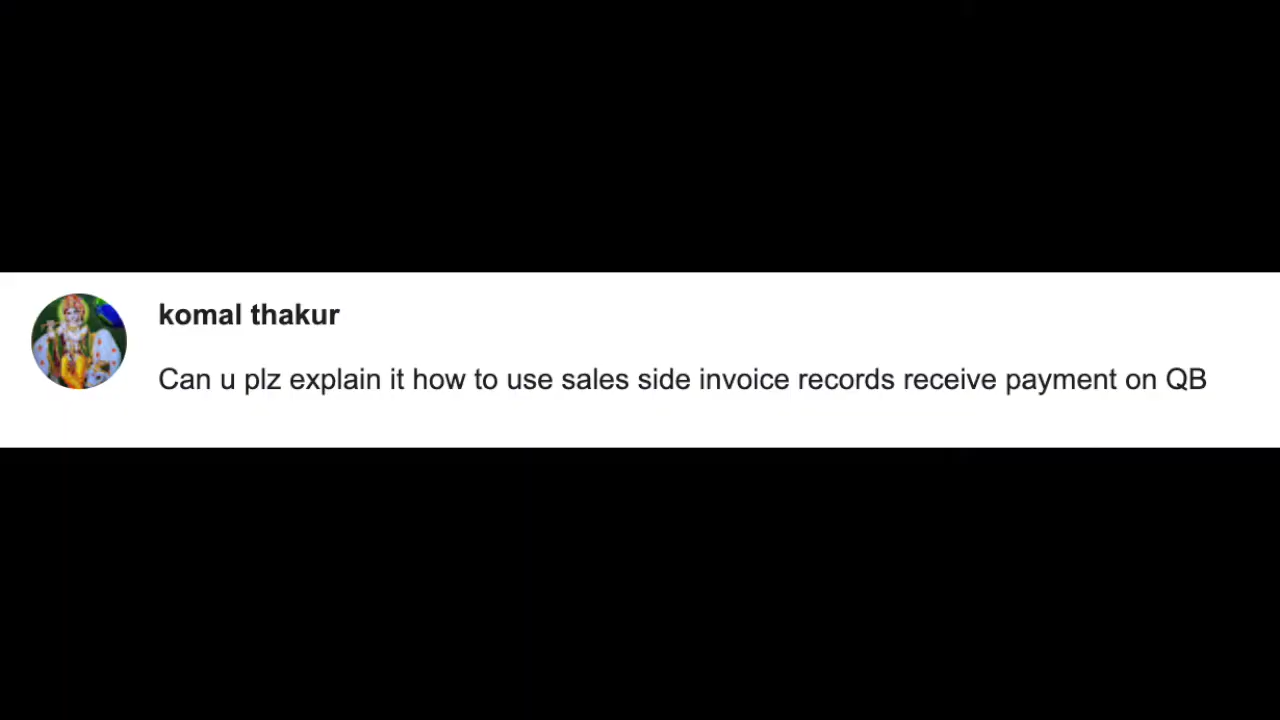 komal thakur
Can u plz explain it how to use sales side invoice records receive payment on QB